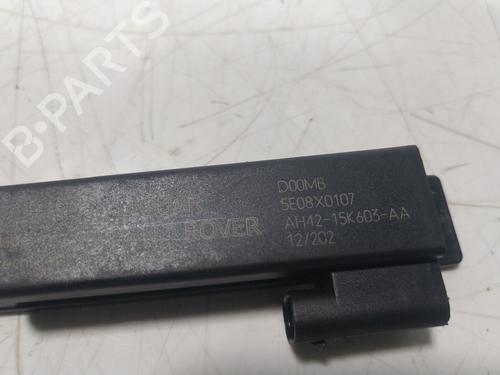 B-PARTS
D00MB
5E08X0107
AH42-15K603-AA
ROVER
12/202